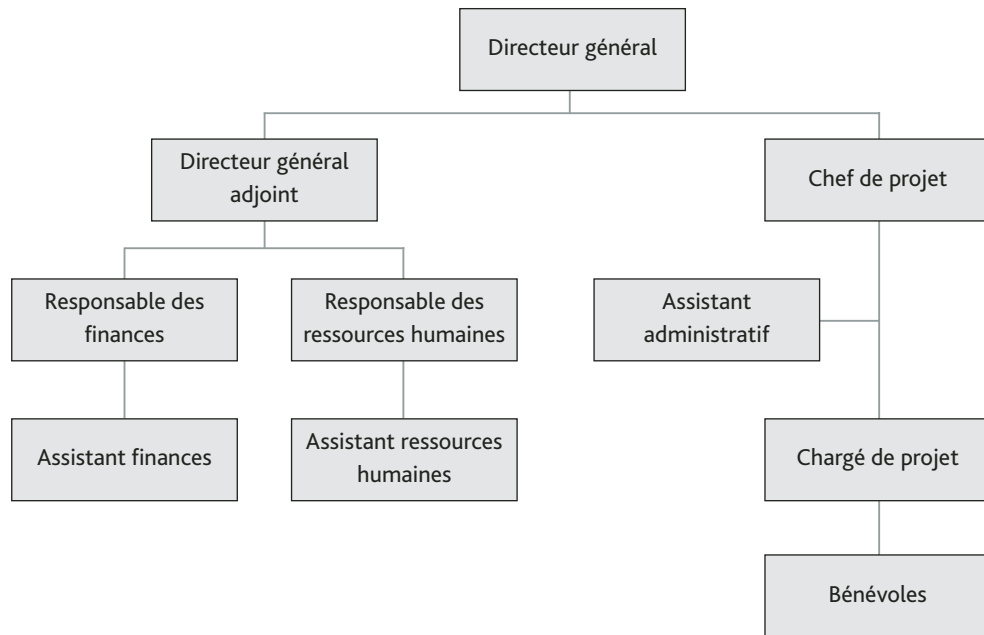 Directeur général
Directeur général
adjoint
Chef de projet
Responsable des
finances
Responsable des
ressources humaines
Assistant
administratif
Assistant finances
Assistant ressources
humaines
Chargé de projet
Bénévoles